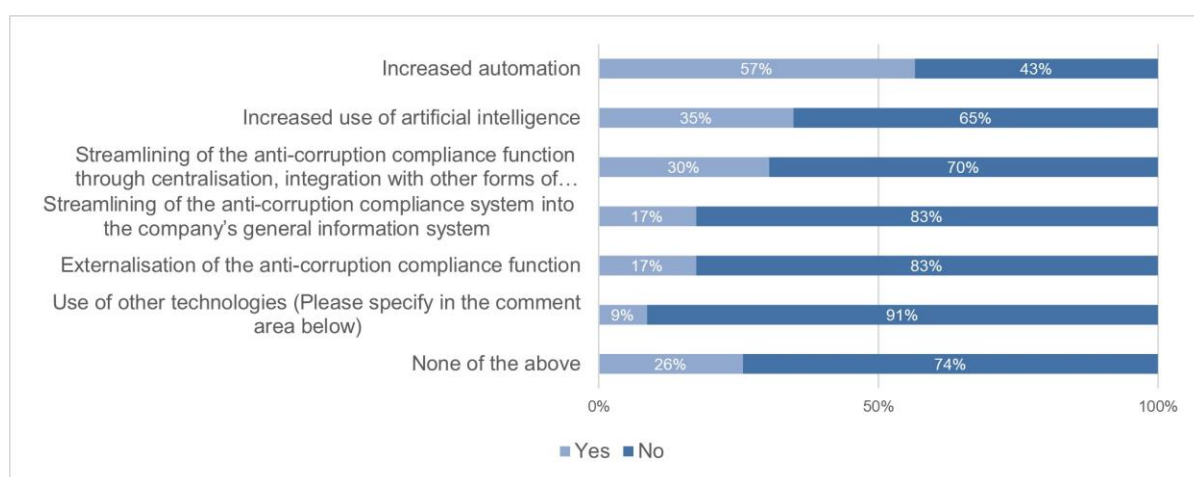 Increased automation
57% 43%
Increased use of artificial intelligence
35% 65%
Streamlining of the anti-corruption compliance function
through centralisation, integration with other forms of…
30% 70%
Streamlining of the anti-corruption compliance system into
the company's general information system
17% 83%
Externalisation of the anti-corruption compliance function
17% 83%
Use of other technologies (Please specify in the comment
area below)
9% 91%
None of the above
26% 74%
0% 50% 100%
Yes No